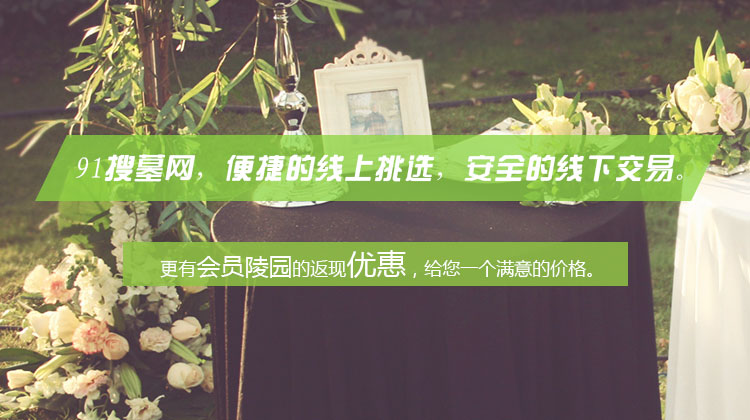 91搜墓网，便捷的线上挑选，安全的线下交易。
更有会员陵园的返现优惠，给您一个满意的价格。